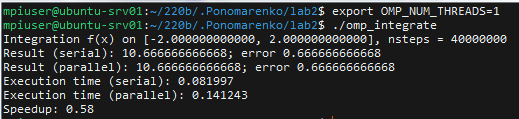 mpiuser@ubuntu-srv01:~/220b/.Ponomarenko/lab2$ export OMP_NUM_THREADS=1
mpiuser@ubuntu-srv01:~/220b/.Ponomarenko/lab2$ ./omp_integrate
Integration f(x) on [-2.000000000000, 2.000000000000], nsteps = 40000000
Result (serial): 10.666666666668; error 0.666666666668
Result (parallel): 10.666666666668; error 0.666666666668
Execution time (serial): 0.081997
Execution time (parallel): 0.141243
Speedup: 0.58